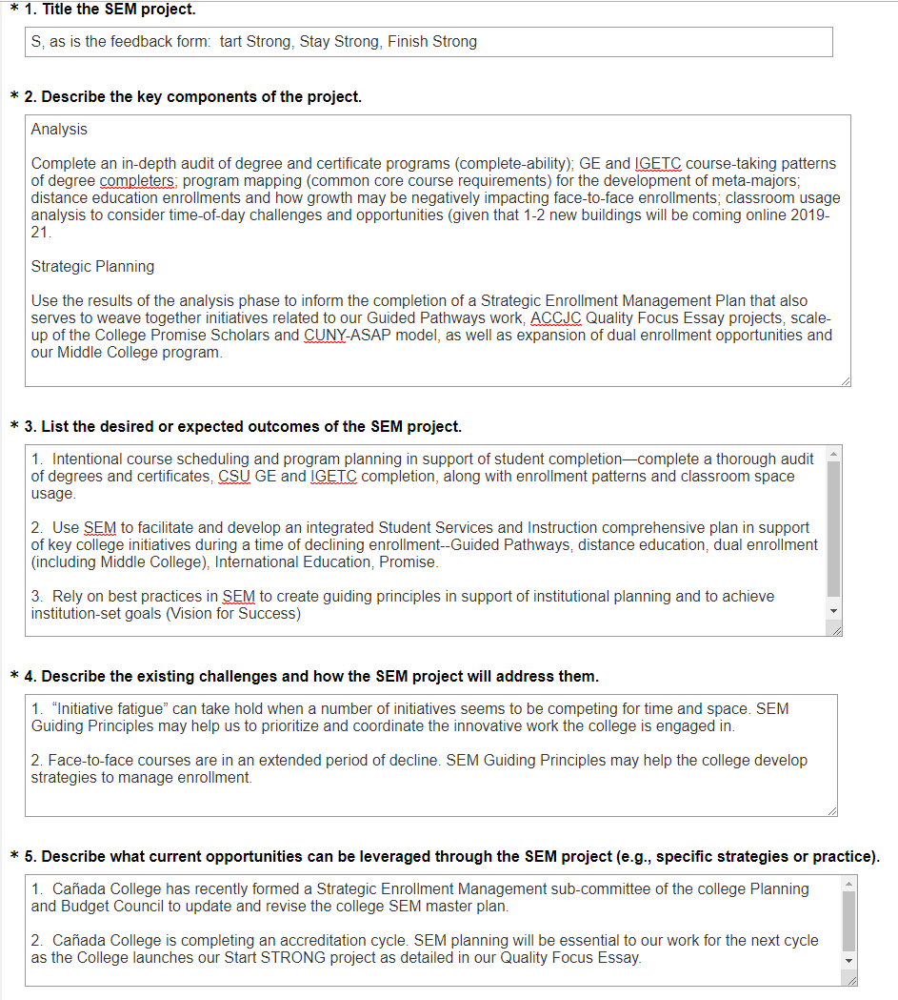 * 1. Title the SEM project.
S, as is the feedback form:  tart Strong, Stay Strong, Finish Strong
* 2. Describe the key components of the project.
Analysis
Complete an in-depth audit of degree and certificate programs (complete-ability); GE and IGETC course-taking patterns
of degree completers; program mapping (common core course requirements) for the development of meta-majors;
distance education enrollments and how growth may be negatively impacting face-to-face enrollments; classroom usage
analysis to consider time-of-day challenges and opportunities (given that 1-2 new buildings will be coming online 2019-
21.
Strategic Planning
Use the results of the analysis phase to inform the completion of a Strategic Enrollment Management Plan that also
serves to weave together initiatives related to our Guided Pathways work, ACCJC Quality Focus Essay projects, scale-
up of the College Promise Scholars and CUNY-ASAP model, as well as expansion of dual enrollment opportunities and
our Middle College program.
* 3. List the desired or expected outcomes of the SEM project.
1.  Intentional course scheduling and program planning in support of student completion—complete a thorough audit
of degrees and certificates, CSU GE and IGETC completion, along with enrollment patterns and classroom space
usage.
2.  Use SEM to facilitate and develop an integrated Student Services and Instruction comprehensive plan in support
of key college initiatives during a time of declining enrollment--Guided Pathways, distance education, dual enrollment
(including Middle College), International Education, Promise.
3.  Rely on best practices in SEM to create guiding principles in support of institutional planning and to achieve
institution-set goals (Vision for Success)
* 4. Describe the existing challenges and how the SEM project will address them.
1.  “Initiative fatigue” can take hold when a number of initiatives seems to be competing for time and space. SEM
Guiding Principles may help us to prioritize and coordinate the innovative work the college is engaged in.
2. Face-to-face courses are in an extended period of decline. SEM Guiding Principles may help the college develop
strategies to manage enrollment.
* 5. Describe what current opportunities can be leveraged through the SEM project (e.g., specific strategies or practice).
1.  Cañada College has recently formed a Strategic Enrollment Management sub-committee of the college Planning
and Budget Council to update and revise the college SEM master plan.
2.  Cañada College is completing an accreditation cycle. SEM planning will be essential to our work for the next cycle
as the College launches our Start STRONG project as detailed in our Quality Focus Essay.